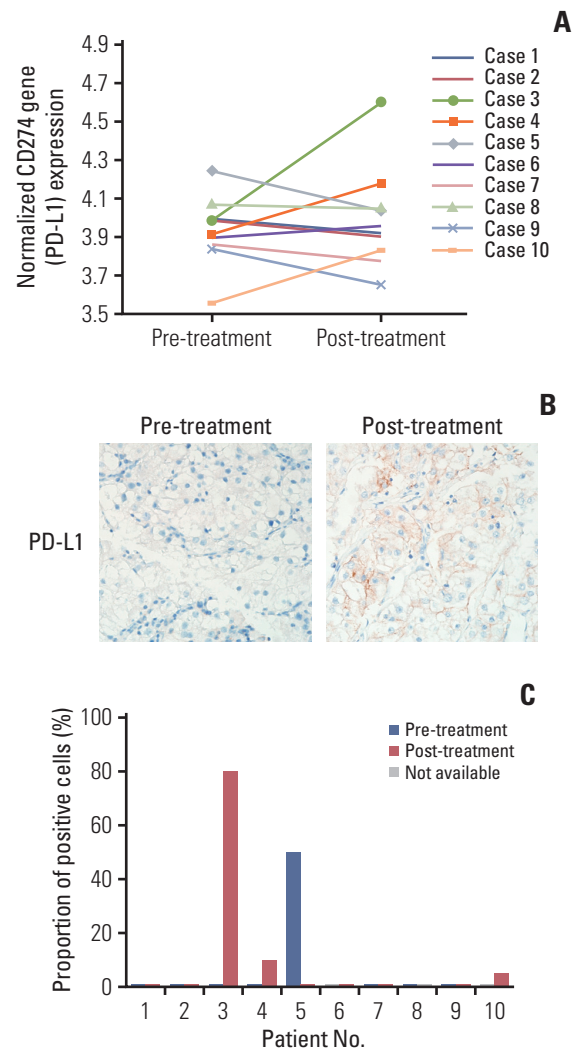 A
Normalized CD274 gene
(PD-L1) expression
4.9
4.7
4.5
4.3
4.1
3.9
3.7
3.5
Pre-treatment Post-treatment
Case 1
Case 2
Case 3
Case 4
Case 5
Case 6
Case 7
Case 8
Case 9
Case 10
B
Pre-treatment Post-treatment
PD-L1
C
Proportion of positive cells (%)
100
80
60
40
20
0
Pre-treatment
Post-treatment
Not available
1 2 3 4 5 6 7 8 9 10
Patient No.